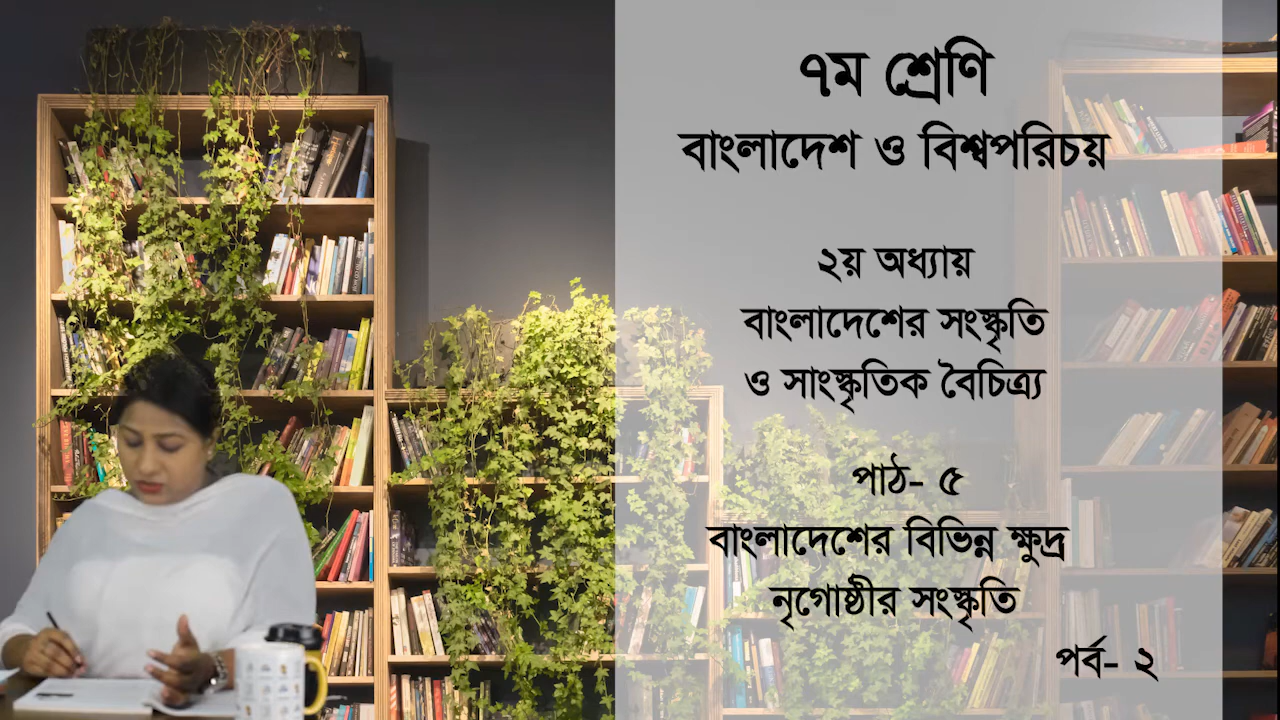 ৭ম শ্রেণি
বাংলাদেশ ও বিশ্বপরিচয়
২য় অধ্যায়
বাংলাদেশের সংস্কৃতি
ও সাংস্কৃতিক বৈচিত্র্য
পাঠ- ৫
বাংলাদেশের বিভিন্ন ক্ষুদ্র
নৃগোষ্ঠীর সংস্কৃতি
পর্ব- ২